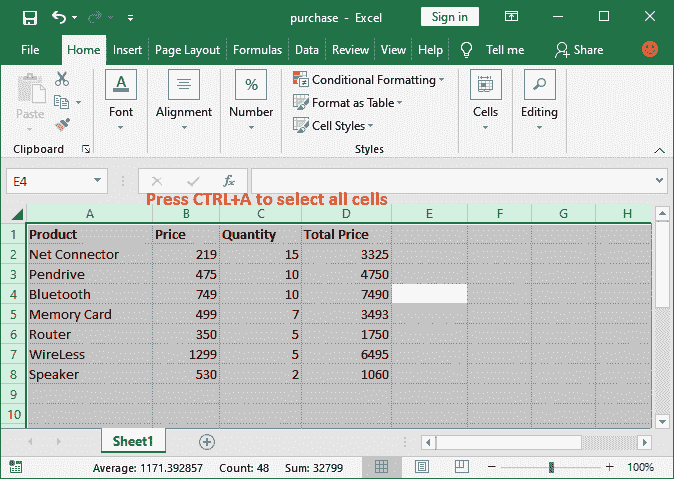 purchase - Excel
Sign in
File Home Insert Page Layout Formulas Data Review View Help Tell me Share
Paste
Clipboard
Font
Alignment
%
Number
Conditional Formatting
Format as Table
Cell Styles
Styles
Cells
Editing
E4
fx
Press CTRL+A to select all cells
A B C D E F G H
1 Product Price Quantity Total Price
2 Net Connector 219 15 3325
3 Pendrive 475 10 4750
4 Bluetooth 749 10 7490
5 Memory Card 499 7 3493
6 Router 350 5 1750
7 WireLess 1299 5 6495
8 Speaker 530 2 1060
9
10
Sheet1
Average: 1171.392857 Count: 48 Sum: 32799 100%